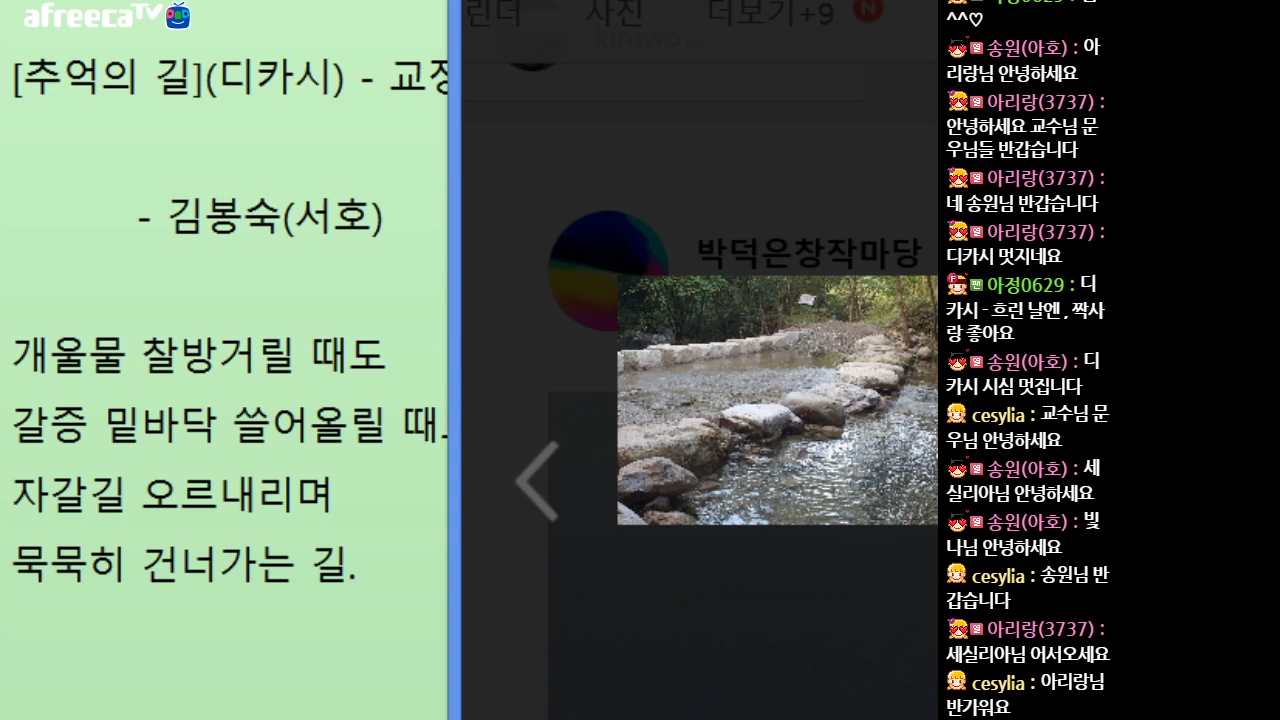 afreecaTV
[추억의 길](디카시) - 교정
- 김봉숙(서호)
개울물 찰방거릴 때도
갈증 밑바닥 쓸어올릴 때
자갈길 오르내리며
묵묵히 건너가는 길.
린더 사진 더보기+9 N
kimwo...
박덕은창작마당
^^♡
송원(아호) : 아
리랑님 안녕하세요
아리랑(3737) :
안녕하세요 교수님 문
우님들 반갑습니다
아리랑(3737) :
네 송원님 반갑습니다
아리랑(3737) :
디카시 멋지네요
아정0629 : 디
카시 - 흐린 날엔 , 짝사
랑 좋아요
송원(아호) : 디
카시 시심 멋집니다
cesylia : 교수님 문
우님 안녕하세요
송원(아호) : 세
실리아님 안녕하세요
송원(아호) : 빛
나님 안녕하세요
cesylia : 송원님 반
갑습니다
아리랑(3737) :
세실리아님 어서오세요
cesylia : 아리랑님
반가워요